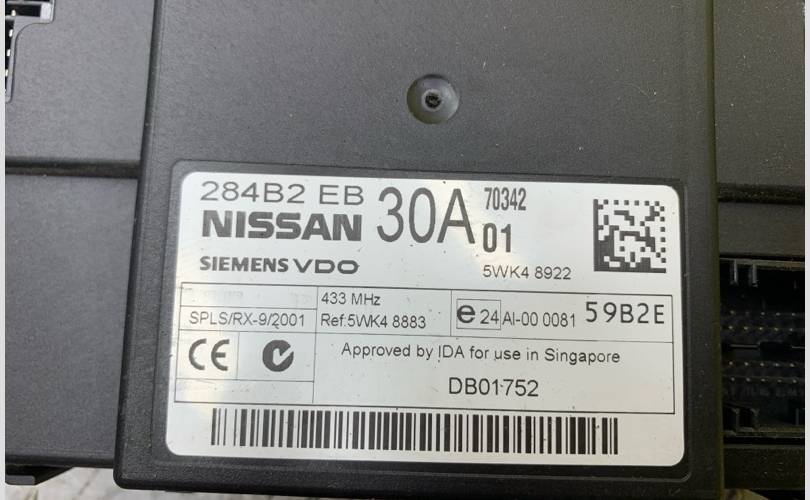 284B2 EB 30A 70342
NISSAN 01
SIEMENS VDO 5WK4 8922
433 MHz
SPLS/RX-9/2001 Ref:5WK4 8883 e 24 AI-00 0081 59B2E
CE Approved by IDA for use in Singapore
DB01752